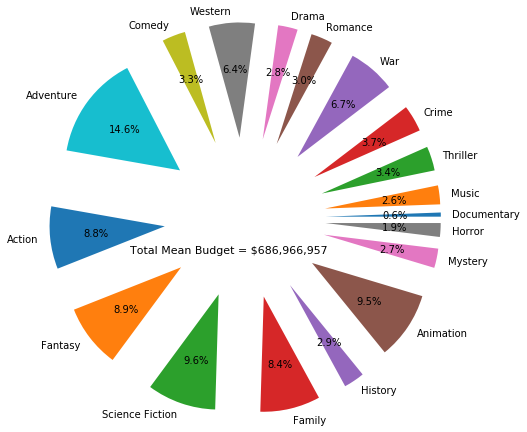 Western
Drama
Comedy
Romance
6.4%
2.8%
3.0%
3.3%
War
Adventure
6.7%
14.6%
Crime
3.7%
Thriller
3.4%
Music
2.6%
Documentary
0.6%
Horror
1.9%
Action
8.8%
Total Mean Budget = $686,966,957
2.7%
Mystery
Fantasy
8.9%
9.5%
Animation
Science Fiction
9.6%
8.4%
2.9%
History
Family